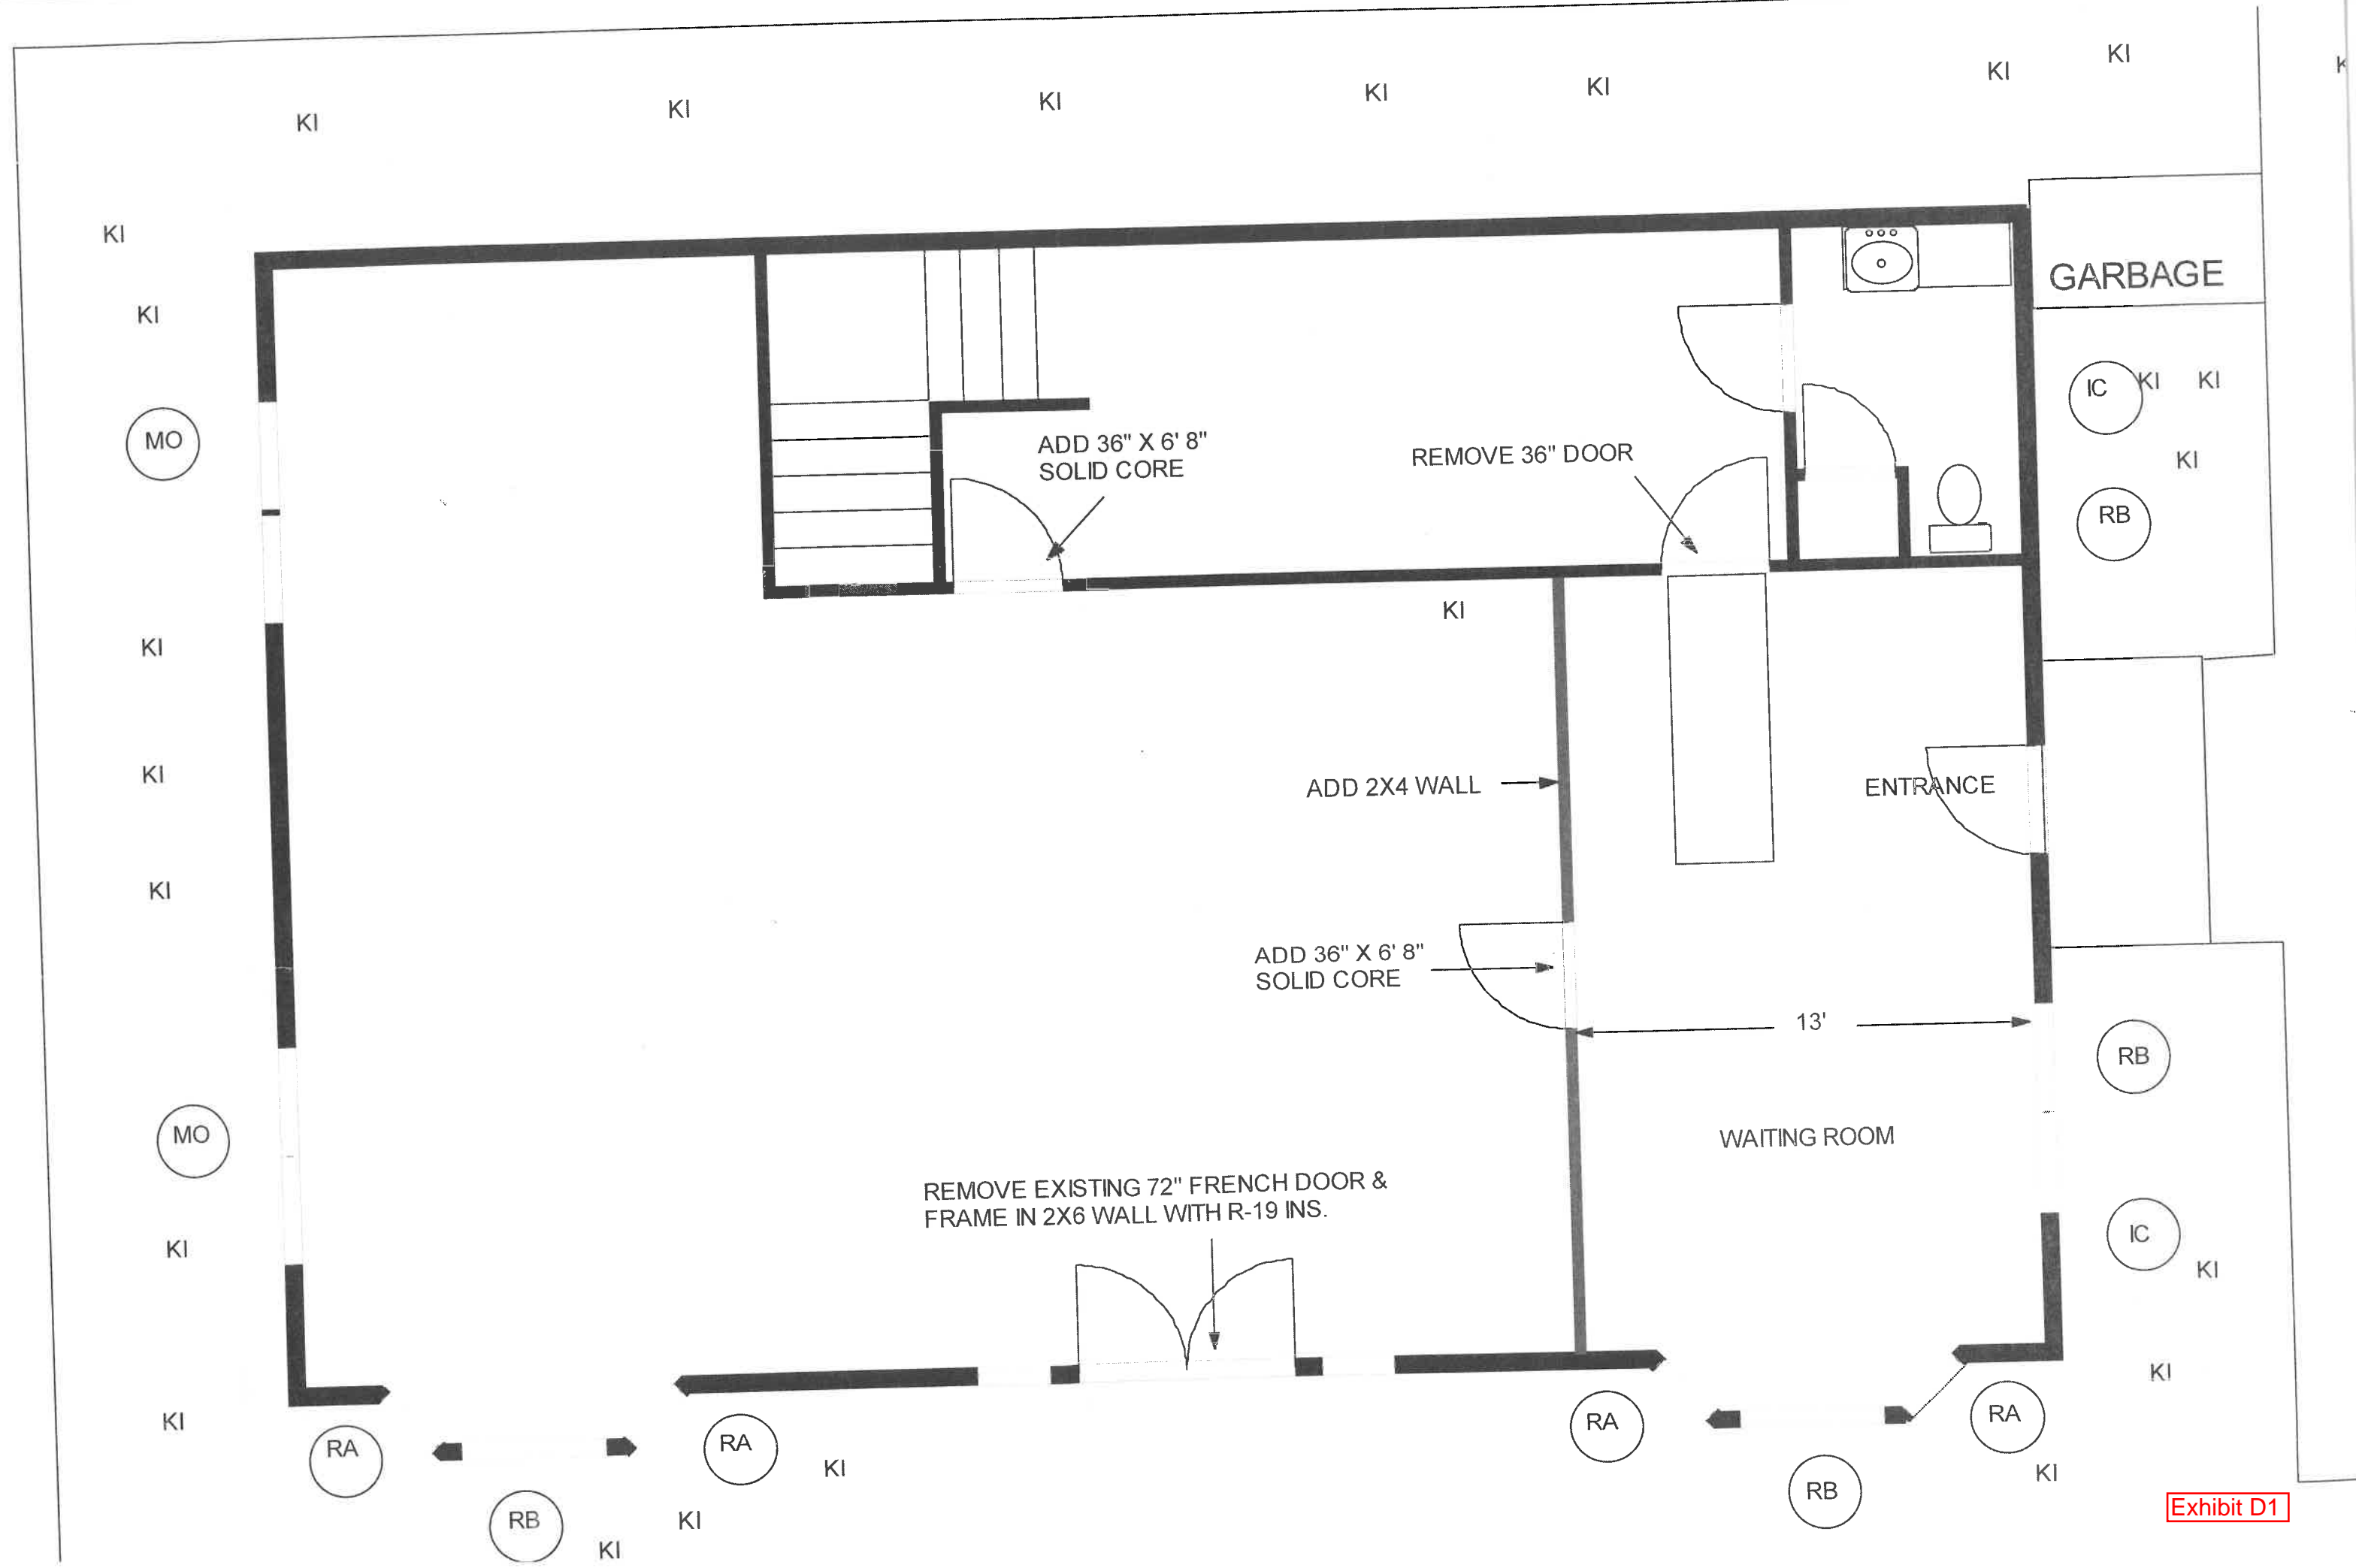 KI
KI
KI
KI
KI
KI
KI
KI
KI
GARBAGE
IC
KI
KI
MO
ADD 36" X 6' 8"
SOLID CORE
REMOVE 36" DOOR
KI
RB
KI
KI
KI
ADD 2X4 WALL
ENTRANCE
KI
KI
ADD 36" X 6' 8"
SOLID CORE
13'
RB
MO
WAITING ROOM
REMOVE EXISTING 72" FRENCH DOOR &
FRAME IN 2X6 WALL WITH R-19 INS.
IC
KI
KI
KI
KI
RA
RA
RA
RA
KI
KI
RB
RB
KI
KI
Exhibit D1